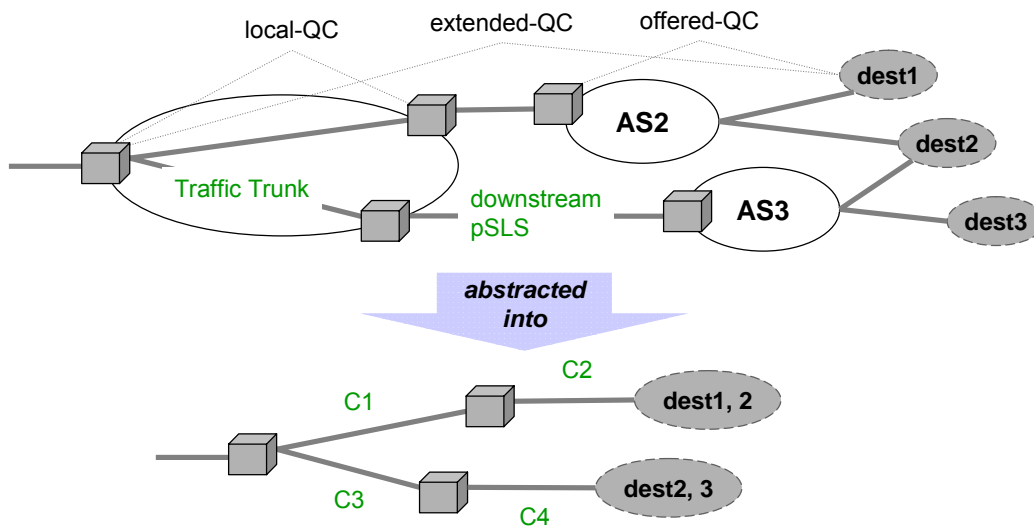 local-QC
extended-QC
offered-QC
dest1
AS2
dest2
Traffic Trunk
downstream
pSLS
AS3
dest3
abstracted
into
C1
C2
dest1, 2
C3
C4
dest2, 3